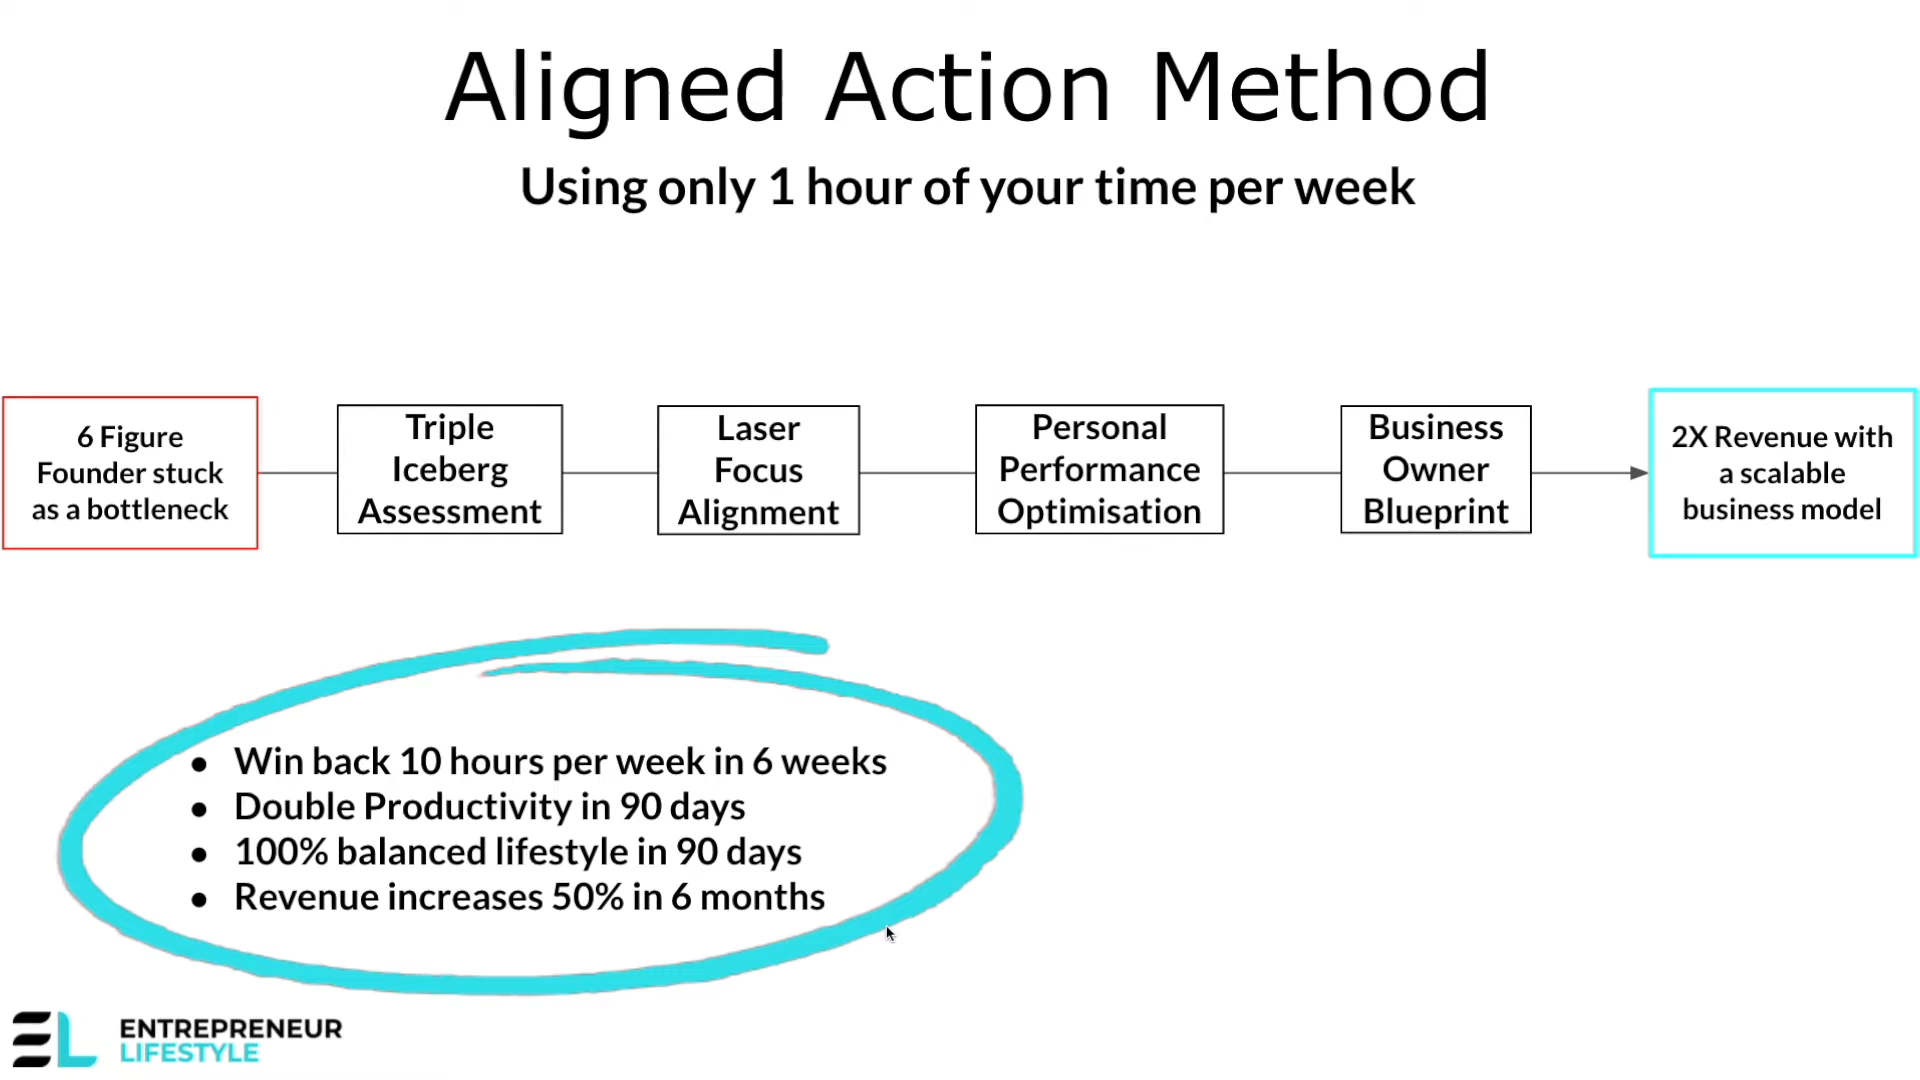 Aligned Action Method
Using only 1 hour of your time per week
6 Figure
Founder stuck
as a bottleneck
Triple
Iceberg
Assessment
Laser
Focus
Alignment
Personal
Performance
Optimisation
Business
Owner
Blueprint
2X Revenue with
a scalable
business model
● Win back 10 hours per week in 6 weeks
● Double Productivity in 90 days
● 100% balanced lifestyle in 90 days
● Revenue increases 50% in 6 months
EL
ENTREPRENEUR
LIFESTYLE